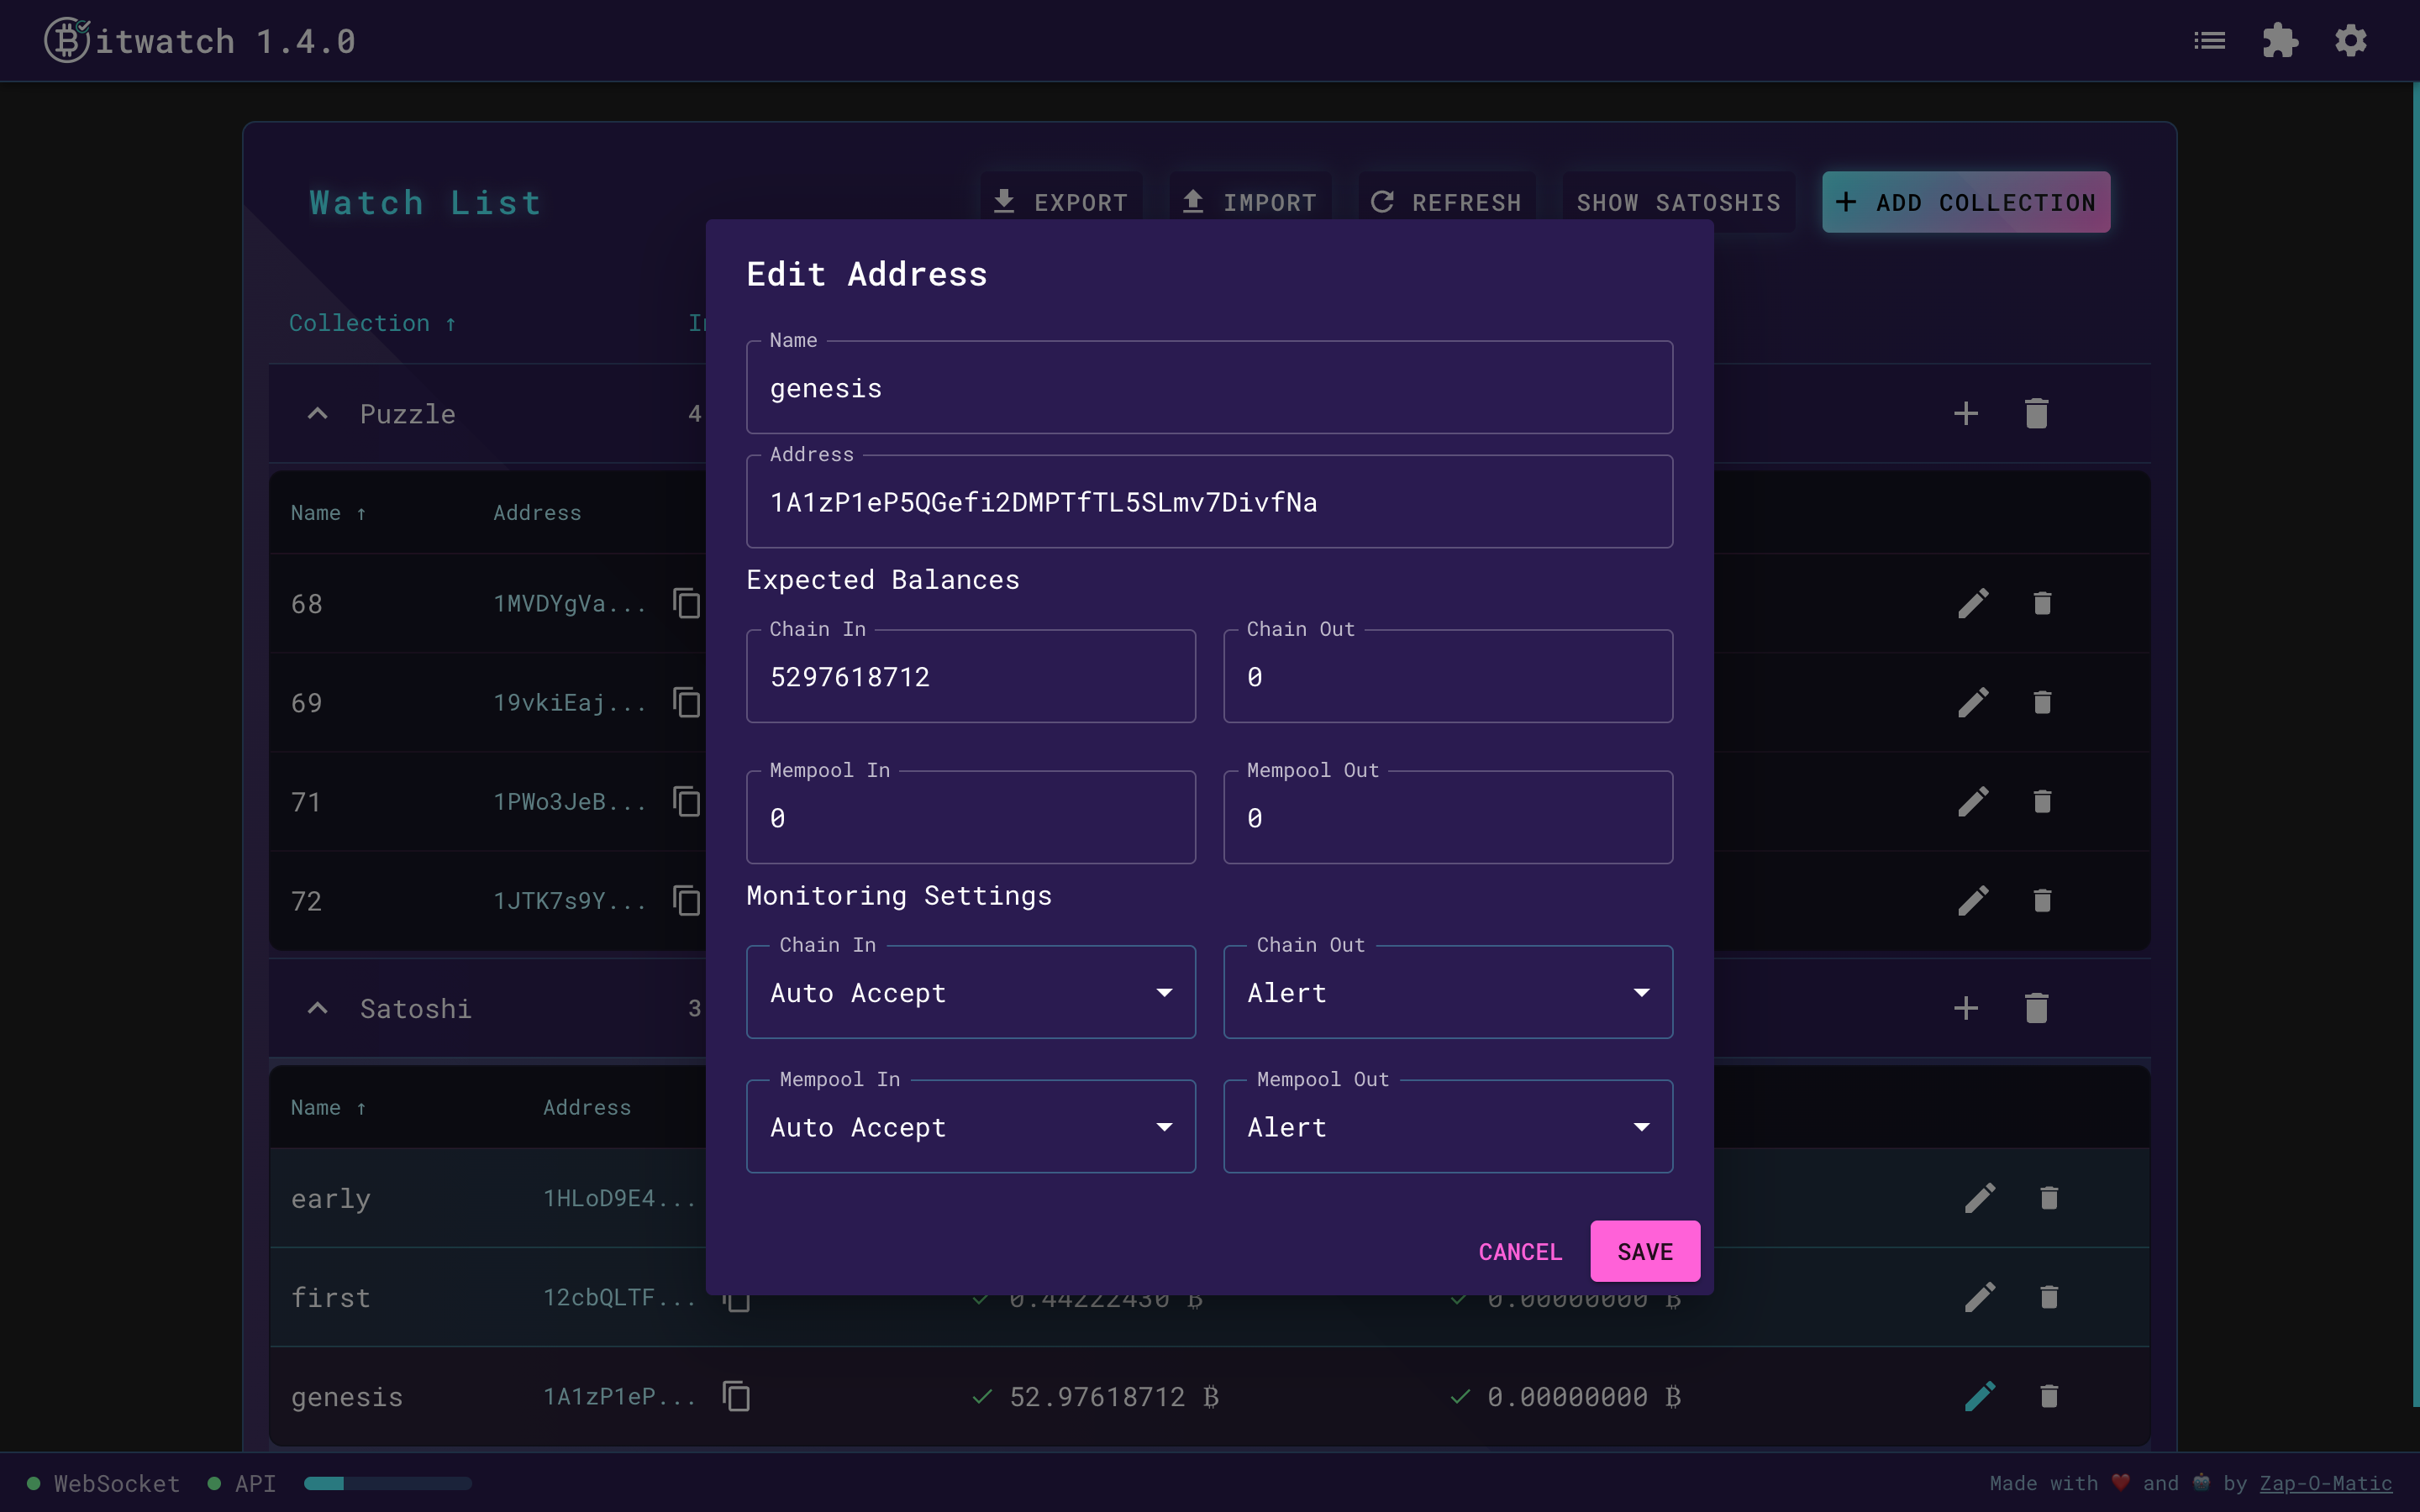 Bitwatch 1.4.0
Watch List
EXPORT
IMPORT
REFRESH
SHOW SATOSHIS
+ ADD COLLECTION
Collection ↑
Puzzle 4
Name ↑ Address
68 1MVDYgVa...
69 19vkiEaj...
71 1PWo3JeB...
72 1JTK7s9Y...
Satoshi 3
Name ↑ Address
early 1HLoD9E4...
first 12cbQLTF... 0.44222430 ₿ 0.00000000 ₿
genesis 1A1zP1eP... 52.97618712 ₿ 0.00000000 ₿
Edit Address
Name
genesis
Address
1A1zP1eP5QGefi2DMPTfTL5SLmv7DivfNa
Expected Balances
Chain In
5297618712
Chain Out
0
Mempool In
0
Mempool Out
0
Monitoring Settings
Chain In
Auto Accept
Chain Out
Alert
Mempool In
Auto Accept
Mempool Out
Alert
CANCEL
SAVE
WebSocket API
Made with ❤️ and 🤖 by Zap-O-Matic